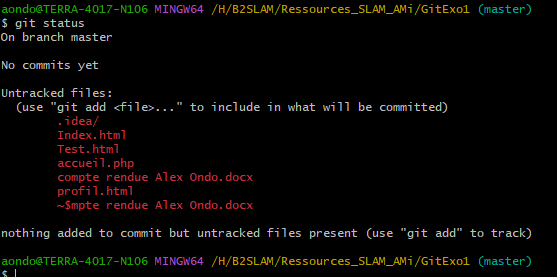 aondo@TERRA-4017-N106 MINGW64 /H/B2SLAM/Ressources_SLAM_AMi/GitExo1 (master)
$ git status
On branch master
No commits yet
Untracked files:
(use "git add <file>..." to include in what will be committed)
.idea/
Index.html
Test.html
accueil.php
compte rendue Alex Ondo.docx
profil.html
~$mpte rendue Alex Ondo.docx
nothing added to commit but untracked files present (use "git add" to track)
aondo@TERRA-4017-N106 MINGW64 /H/B2SLAM/Ressources_SLAM_AMi/GitExo1 (master)
$